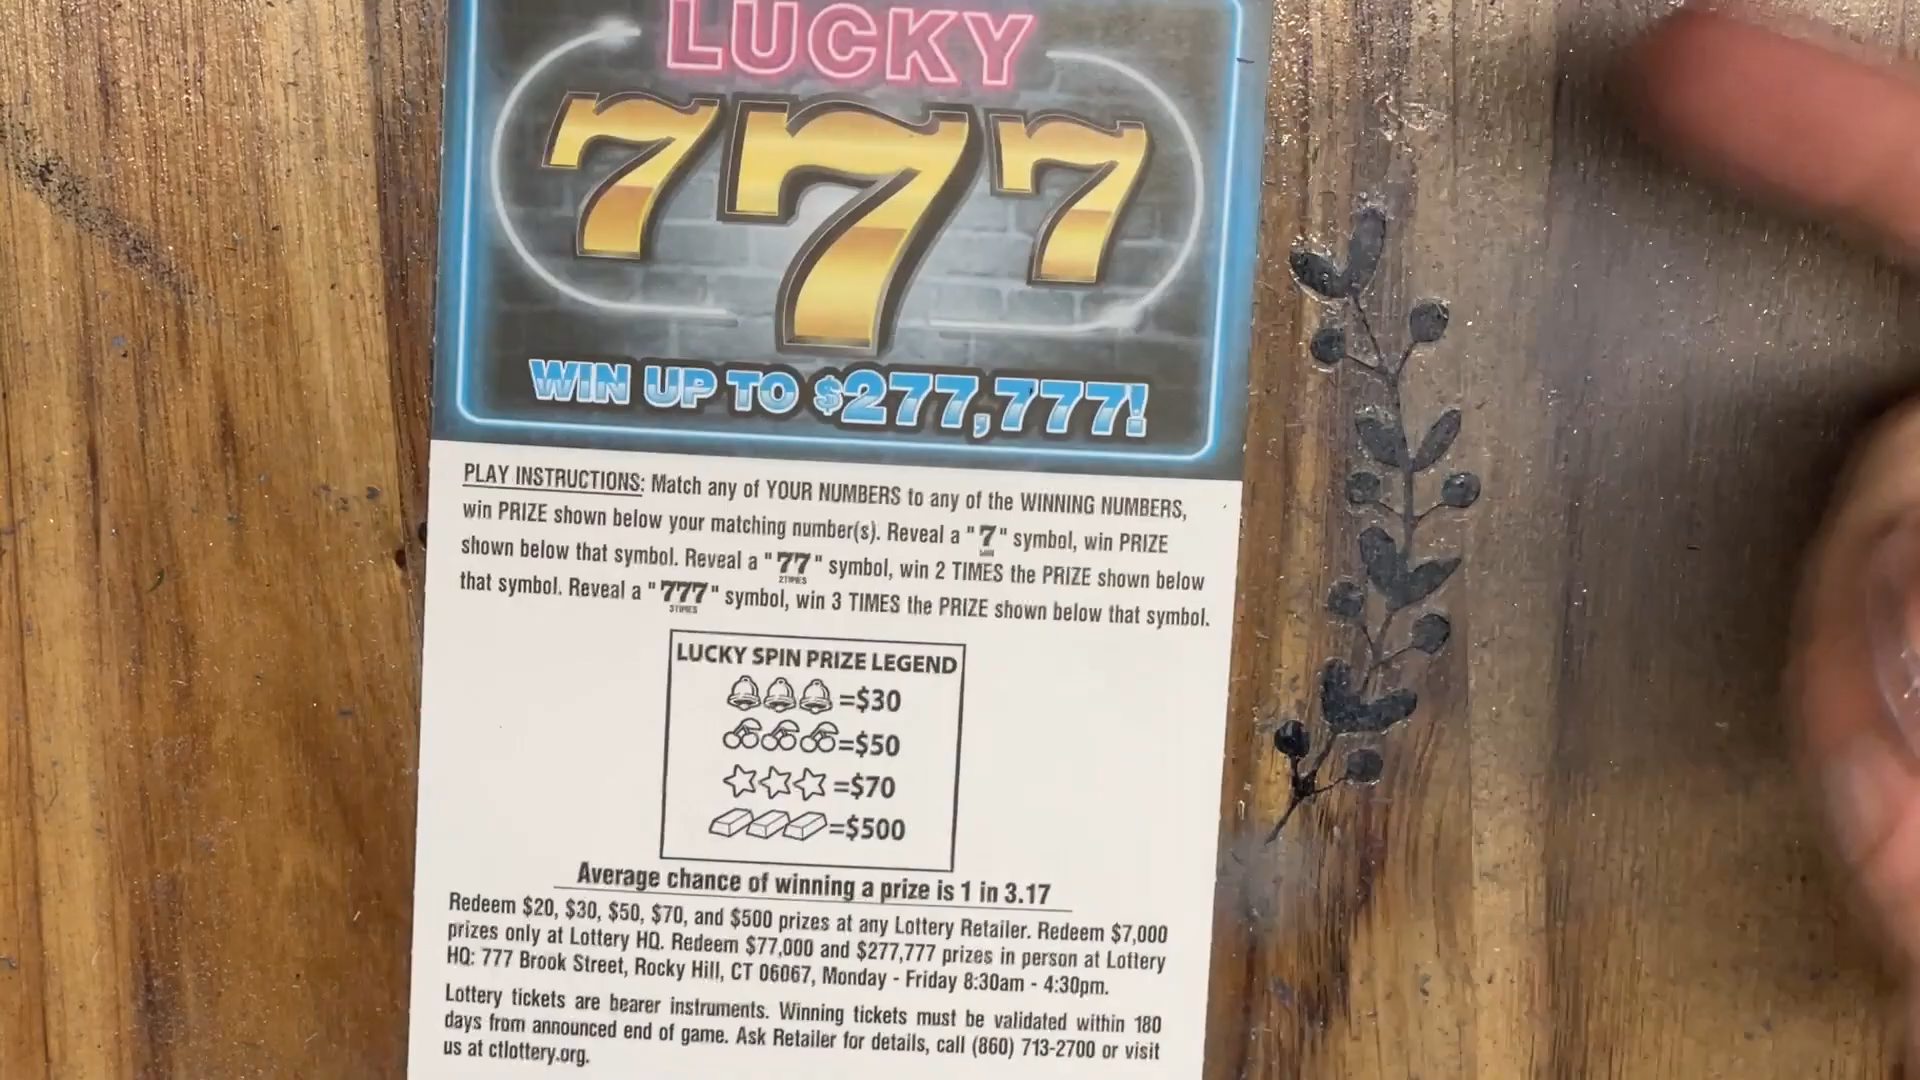 LUCKY
777
WIN UP TO $277,777!
PLAY INSTRUCTIONS: Match any of YOUR NUMBERS to any of the WINNING NUMBERS,
win PRIZE shown below your matching number(s). Reveal a "7" symbol, win PRIZE
shown below that symbol. Reveal a "77 2TIMES" symbol, win 2 TIMES the PRIZE shown below
that symbol. Reveal a "777 3TIMES" symbol, win 3 TIMES the PRIZE shown below that symbol.
LUCKY SPIN PRIZE LEGEND
=$30
=$50
=$70
=$500
Average chance of winning a prize is 1 in 3.17
Redeem $20, $30, $50, $70, and $500 prizes at any Lottery Retailer. Redeem $7,000
prizes only at Lottery HQ. Redeem $77,000 and $277,777 prizes in person at Lottery
HQ: 777 Brook Street, Rocky Hill, CT 06067, Monday - Friday 8:30am - 4:30pm.
Lottery tickets are bearer instruments. Winning tickets must be validated within 180
days from announced end of game. Ask Retailer for details, call (860) 713-2700 or visit
us at ctlottery.org.